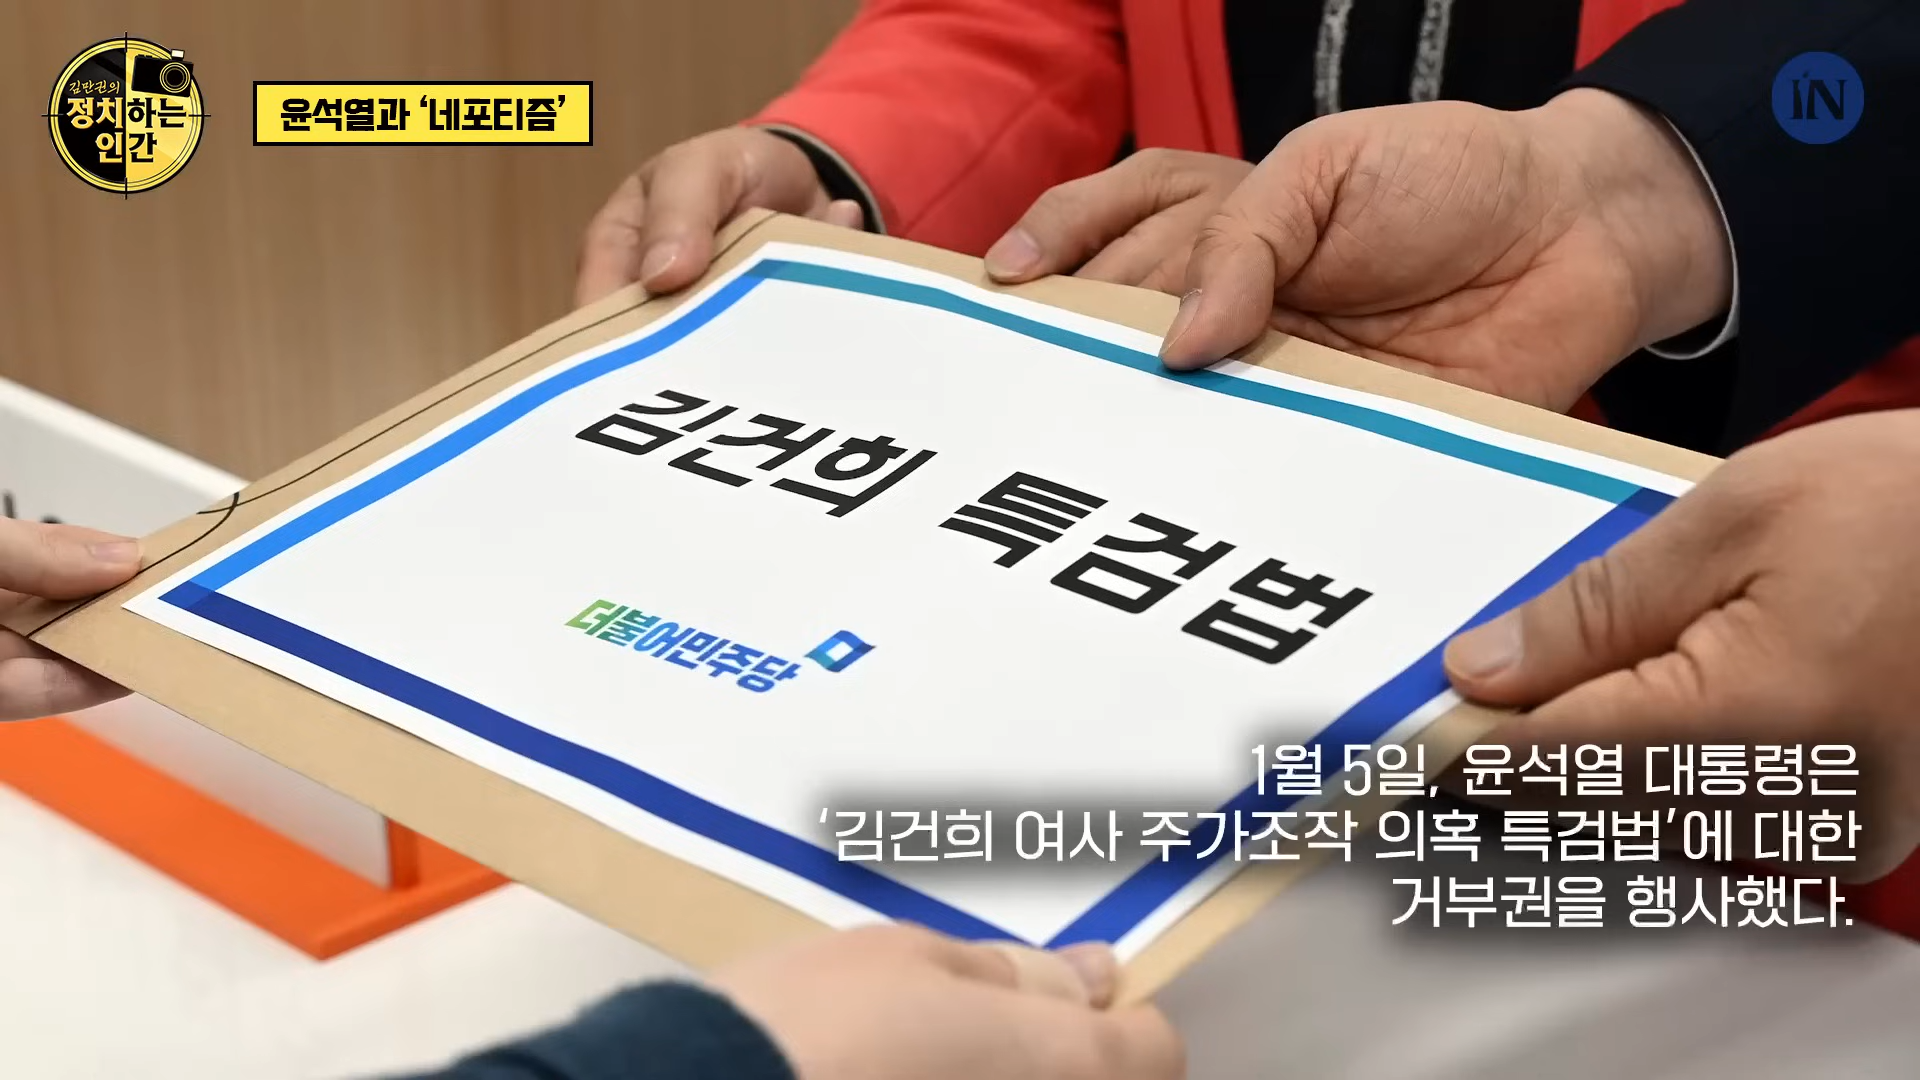 김만권의
정치하는
인간
윤석열과 ‘네포티즘’
IN
김건희 특검법
더불어민주당
1월 5일, 윤석열 대통령은
‘김건희 여사 주가조작 의혹 특검법’에 대한
거부권을 행사했다.